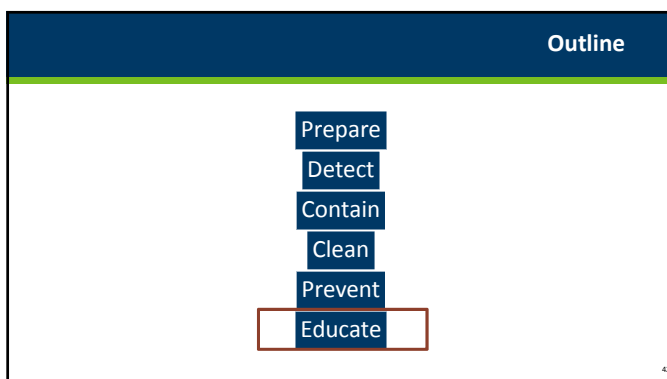 Outline
Prepare
Detect
Contain
Clean
Prevent
Educate